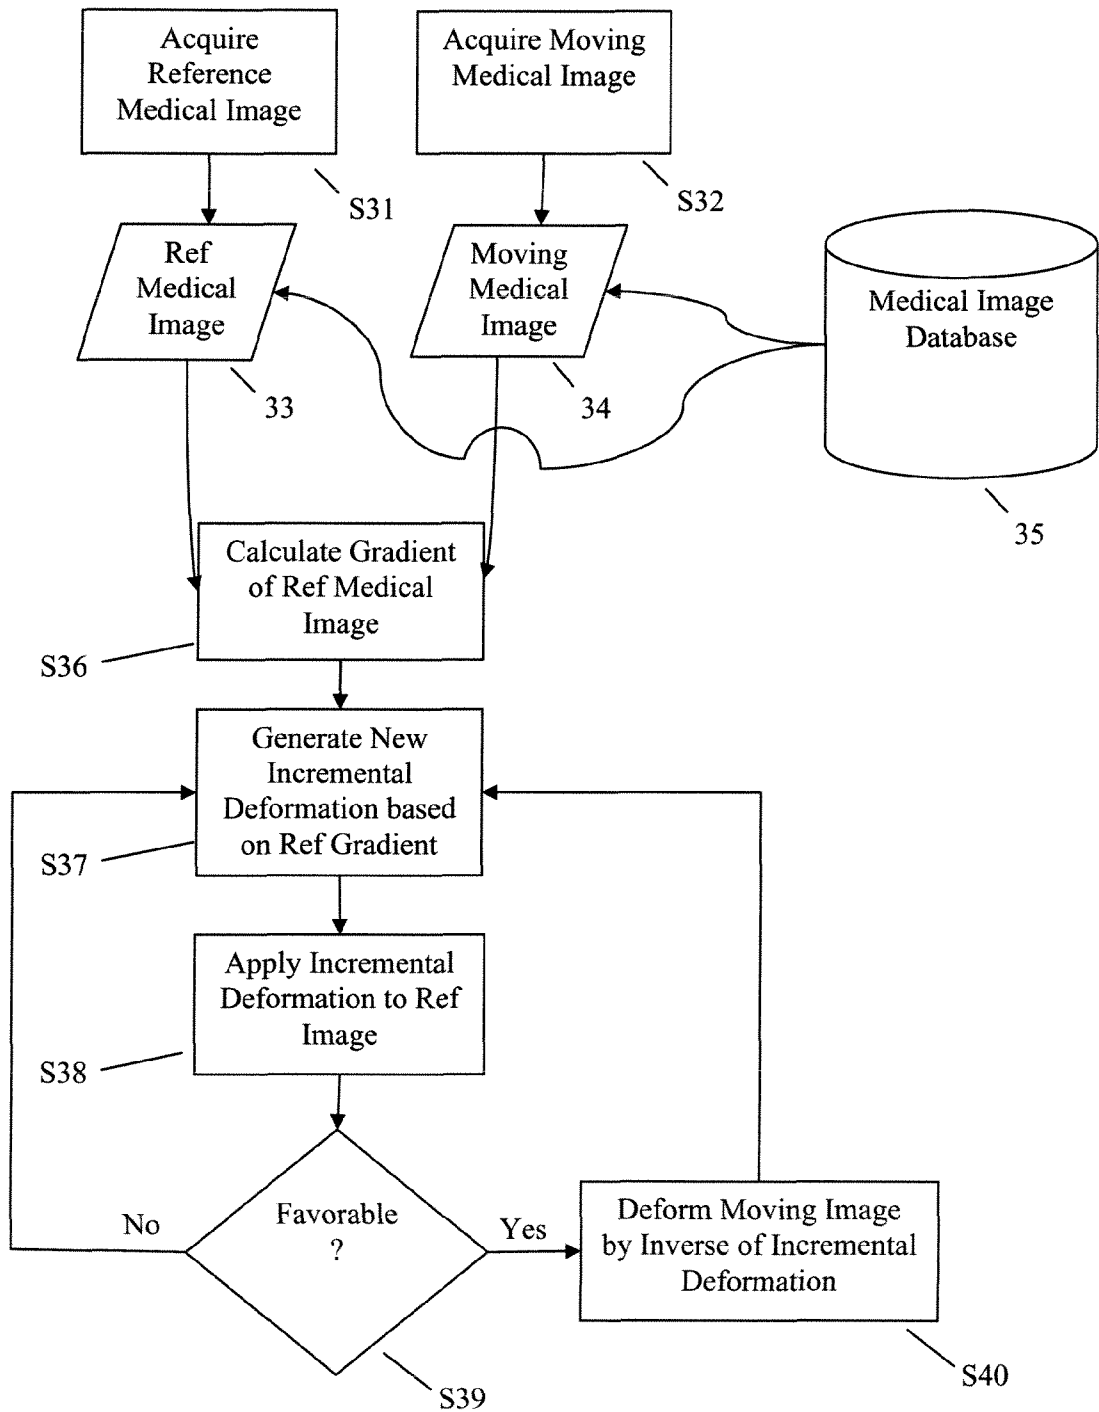 Acquire
Reference
Medical Image
S31
Acquire Moving
Medical Image
S32
Ref
Medical
Image
33
Moving
Medical
Image
34
Medical Image
Database
35
Calculate Gradient
of Ref Medical
Image
S36
Generate New
Incremental
Deformation based
on Ref Gradient
S37
Apply Incremental
Deformation to Ref
Image
S38
Favorable
?
No
Yes
S39
Deform Moving Image
by Inverse of Incremental
Deformation
S40